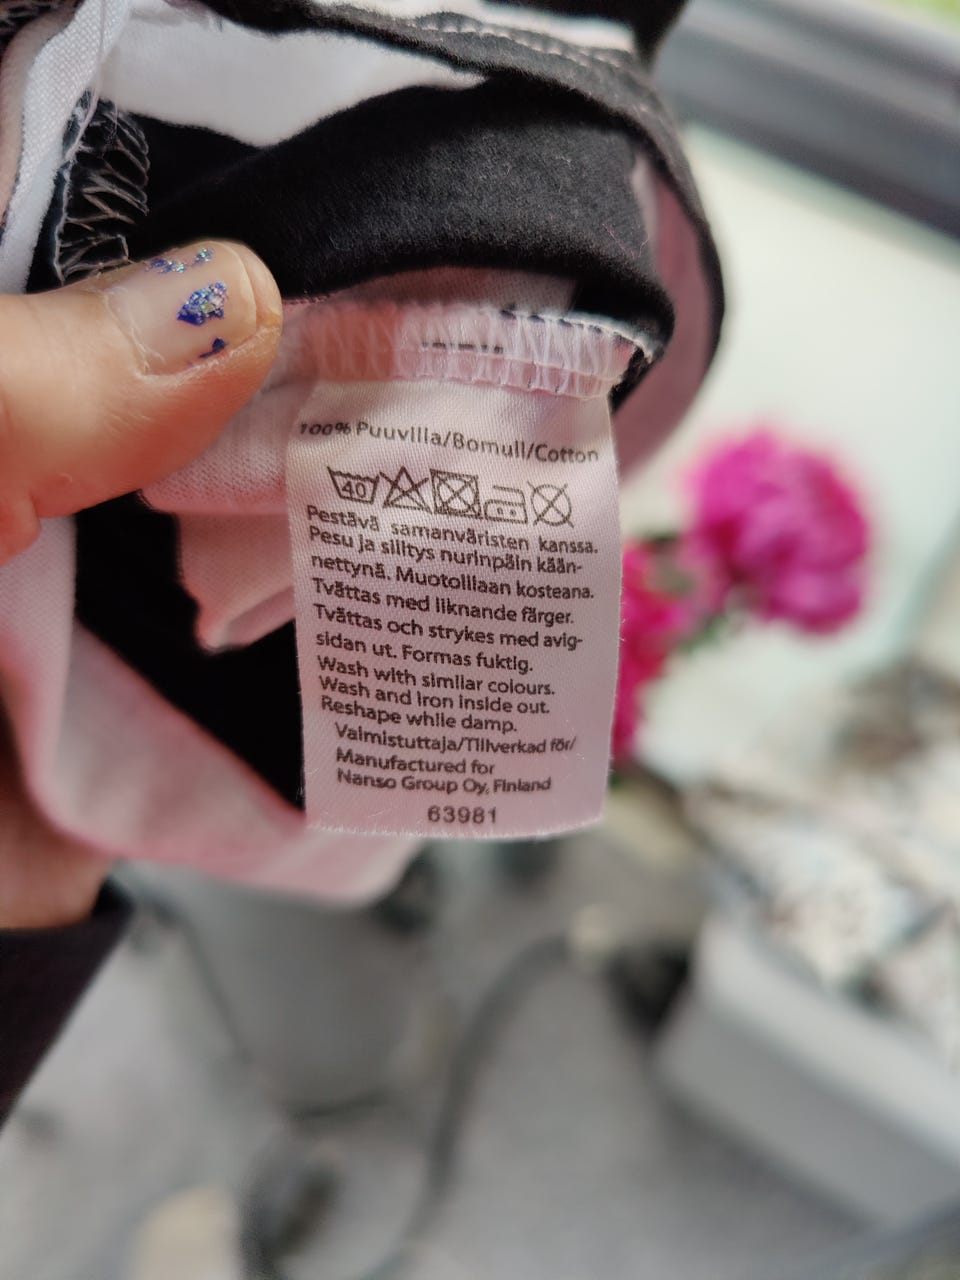 100% Puuvilla/Bomull/Cotton
40
Pestävä samanväristen kanssa.
Pesu ja silitys nurinpäin kään-
nettynä. Muotoillaan kosteana.
Tvättas med liknande färger.
Tvättas och strykes med avig-
sidan ut. Formas fuktig.
Wash with similar colours.
Wash and iron inside out.
Reshape while damp.
Valmistuttaja/Tillverkad för/
Manufactured for
Nanso Group Oy, Finland
63981